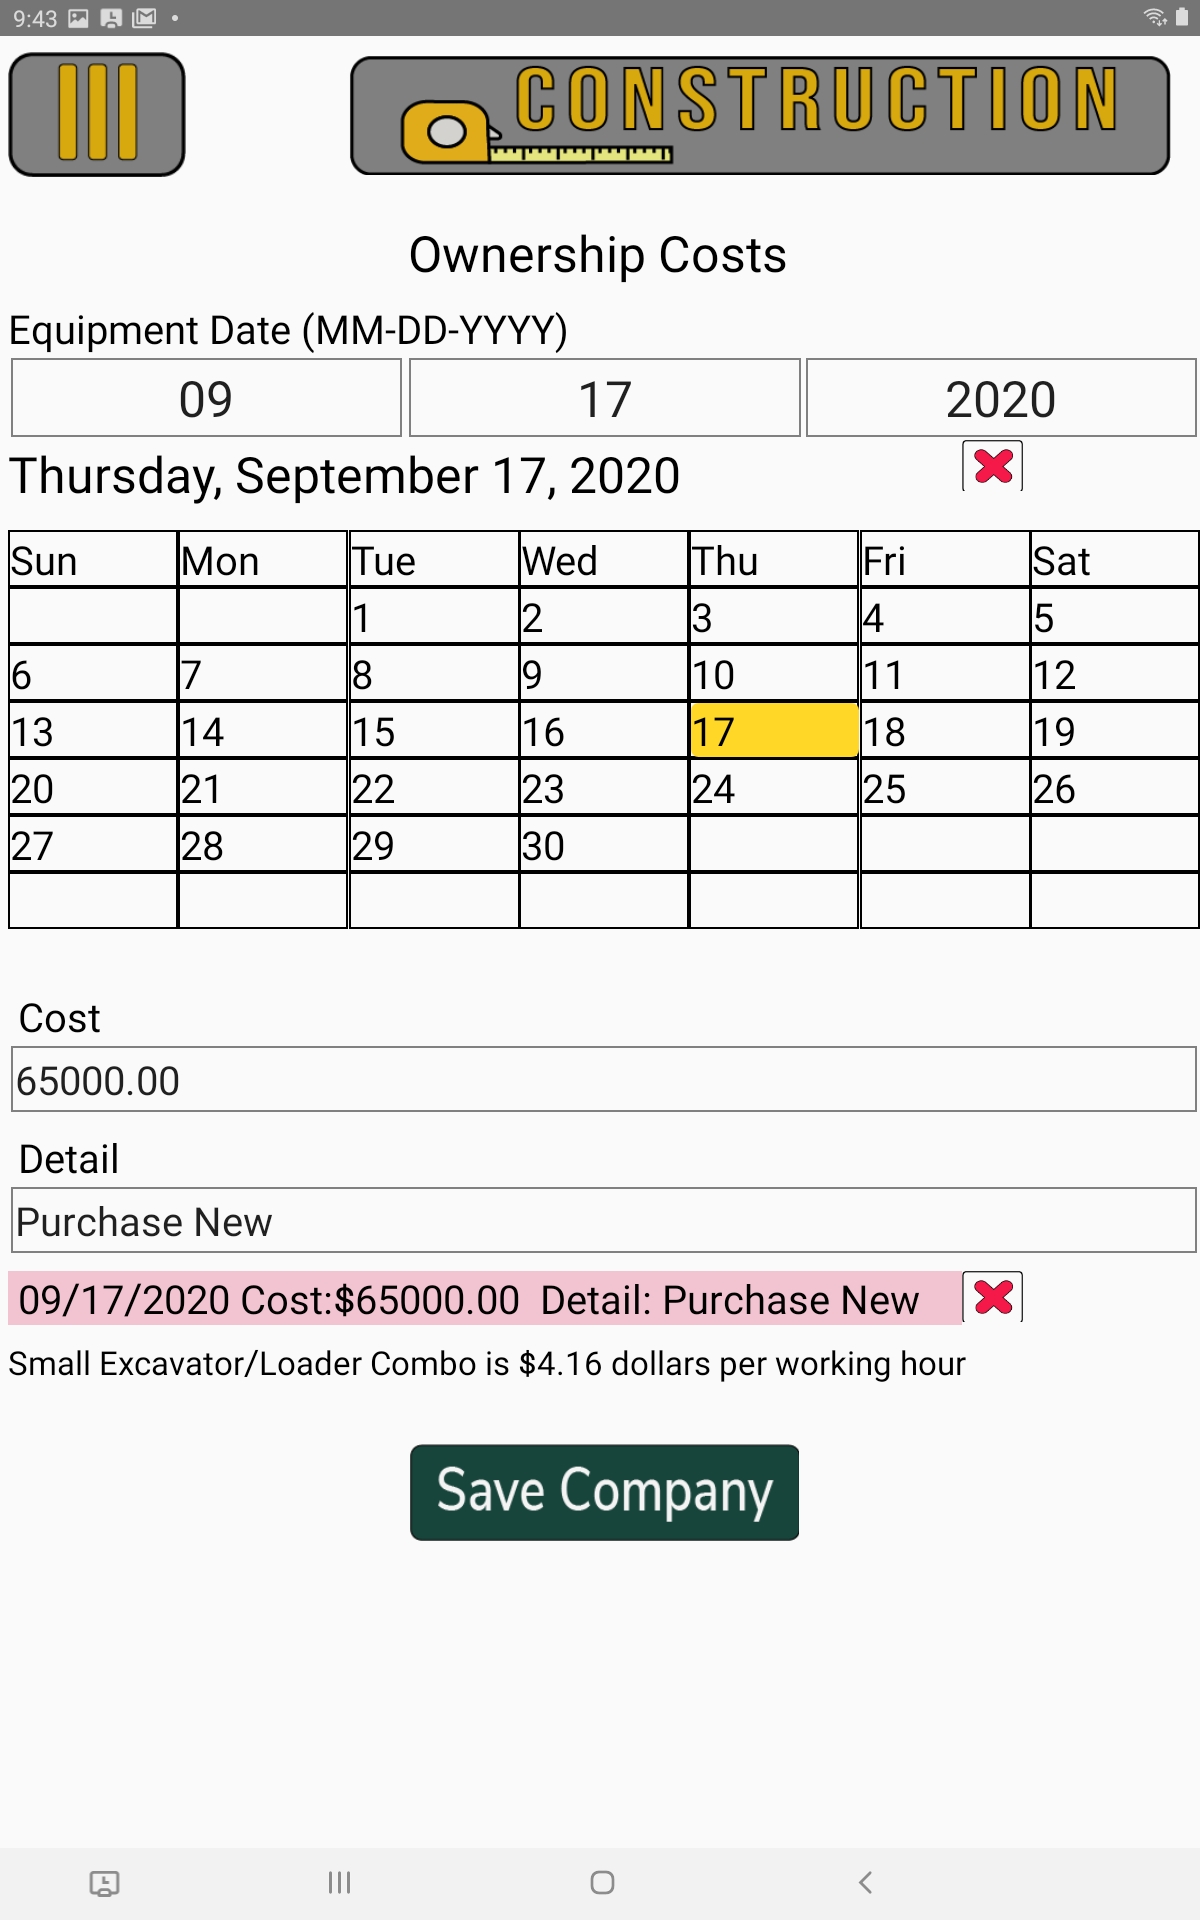 9:43
CONSTRUCTION
Ownership Costs
Equipment Date (MM-DD-YYYY)
09 17 2020
Thursday, September 17, 2020
Sun Mon Tue Wed Thu Fri Sat
1 2 3 4 5
6 7 8 9 10 11 12
13 14 15 16 17 18 19
20 21 22 23 24 25 26
27 28 29 30
Cost
65000.00
Detail
Purchase New
09/17/2020 Cost:$65000.00 Detail: Purchase New
Small Excavator/Loader Combo is $4.16 dollars per working hour
Save Company